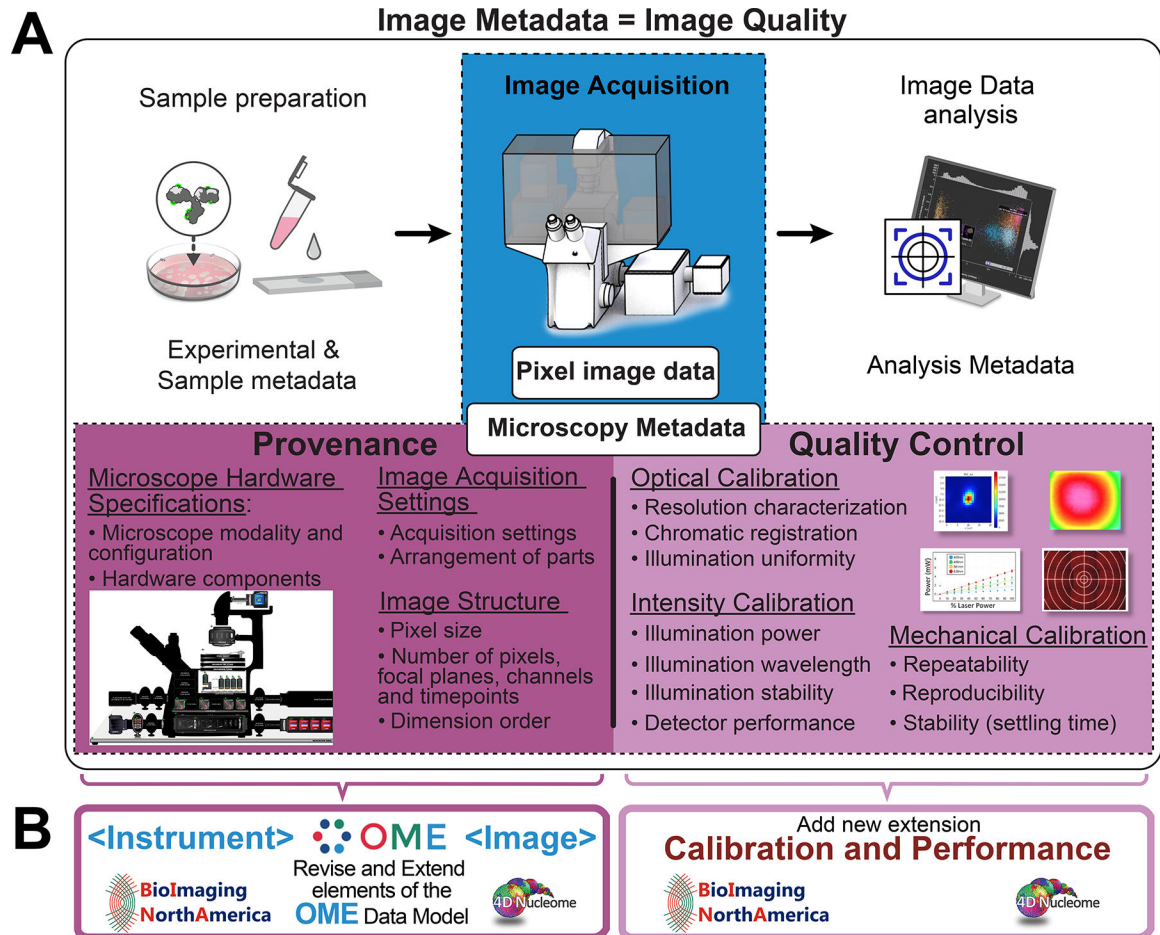 A
Image Metadata = Image Quality
Sample preparation
Experimental &
Sample metadata
Image Acquisition
Pixel image data
Microscopy Metadata
Image Data
analysis
Analysis Metadata
Provenance
Microscope Hardware
Specifications:
• Microscope modality and
configuration
• Hardware components
Image Acquisition
Settings
• Acquisition settings
• Arrangement of parts
Image Structure
• Pixel size
• Number of pixels,
focal planes, channels
and timepoints
• Dimension order
Quality Control
Optical Calibration
• Resolution characterization
• Chromatic registration
• Illumination uniformity
Intensity Calibration
• Illumination power
• Illumination wavelength
• Illumination stability
• Detector performance
Power (mW)
% Laser Power
Mechanical Calibration
• Repeatability
• Reproducibility
• Stability (settling time)
B
<Instrument> OME <Image>
Revise and Extend
elements of the
OME Data Model
BioImaging
NorthAmerica
4D Nucleome
Add new extension
Calibration and Performance
BioImaging
NorthAmerica
4D Nucleome